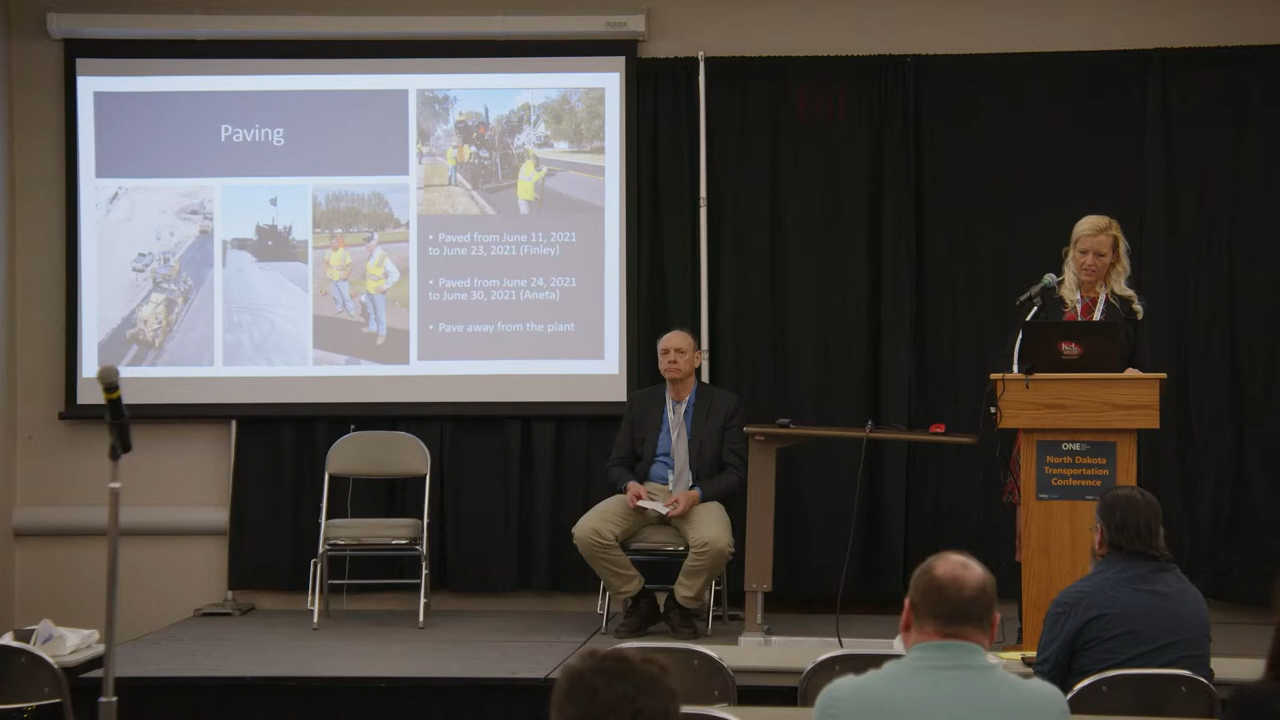 Paving
• Paved from June 11, 2021
to June 23, 2021 (Finley)
• Paved from June 24, 2021
to June 30, 2021 (Aneta)
• Pave away from the plant
ONE
North Dakota
Transportation
Conference